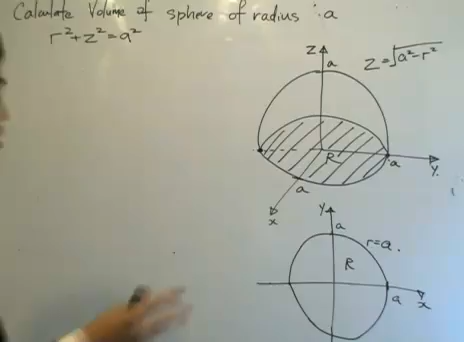 Calculate Volume of sphere of radius : a
r²+z²=a²
z
a
z=√a²-r²
R
a
y
a
x
y
a
r=a.
R
a
x